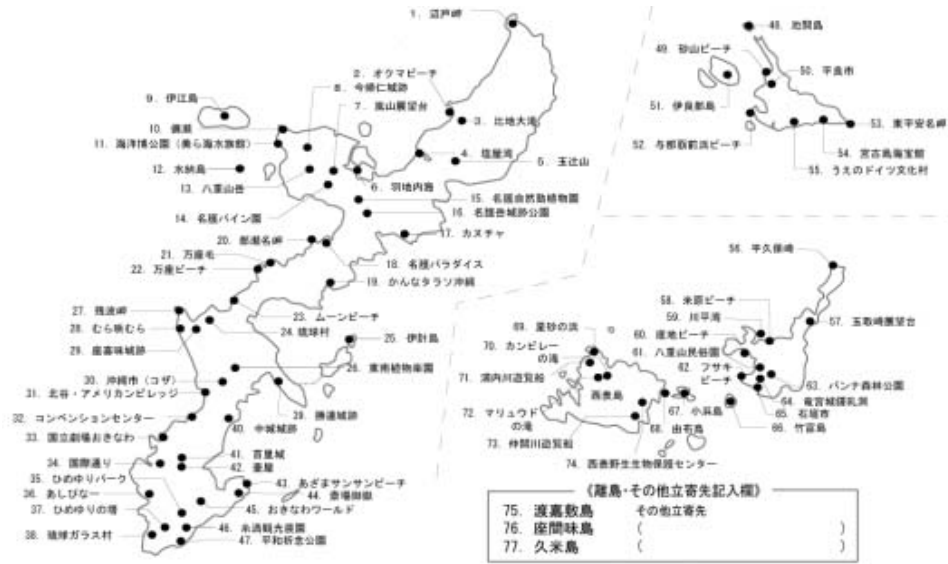 1. 辺戸岬
2. オクマビーチ
8. 今帰仁城跡
7. 嵐山展望台
9. 伊江島
3. 比地大滝
10. 備瀬
11. 海洋博公園（美ら海水族館）
4. 塩屋湾
5. 玉辻山
12. 水納島
13. 八重山岳
6. 羽地内海
15. 名護自然動植物園
14. 名護パイン園
16. 名護岳城跡公園
17. カヌチャ
20. 部瀬名岬
21. 万座毛
18. 名護パラダイス
22. 万座ビーチ
19. かんなタラソ沖縄
27. 残波岬
23. ムーンビーチ
28. むら咲むら
24. 琉球村
25. 伊計島
29. 座喜味城跡
26. 東南植物楽園
30. 沖縄市（コザ）
31. 北谷・アメリカンビレッジ
39. 勝連城跡
32. コンベンションセンター
40. 中城城跡
33. 国立劇場おきなわ
34. 国際通り
41. 首里城
42. 壷屋
35. ひめゆりパーク
43. あざまサンサンビーチ
36. あしびなー
44. 斎場御嶽
37. ひめゆりの塔
45. おきなわワールド
38. 琉球ガラス村
46. 糸満観光農園
47. 平和祈念公園
48. 池間島
49. 砂山ビーチ
50. 平良市
51. 伊良部島
53. 東平安名岬
52. 与那覇前浜ビーチ
54. 宮古島海宝館
55. うえのドイツ文化村
56. 平久保崎
58. 米原ビーチ
59. 川平湾
57. 玉取崎展望台
69. 星砂の浜
60. 底地ビーチ
70. カンピレーの滝
61. 八重山民俗園
62. フサキビーチ
71. 浦内川遊覧船
西表島
63. バンナ森林公園
64. 竜宮城鍾乳洞
72. マリュウドの滝
67. 小浜島
65. 石垣市
68. 由布島
66. 竹富島
73. 仲間川遊覧船
74. 西表野生生物保護センター
《離島・その他立寄先記入欄》
75. 渡嘉敷島 その他立寄先
76. 座間味島 （ ）
77. 久米島 （ ）